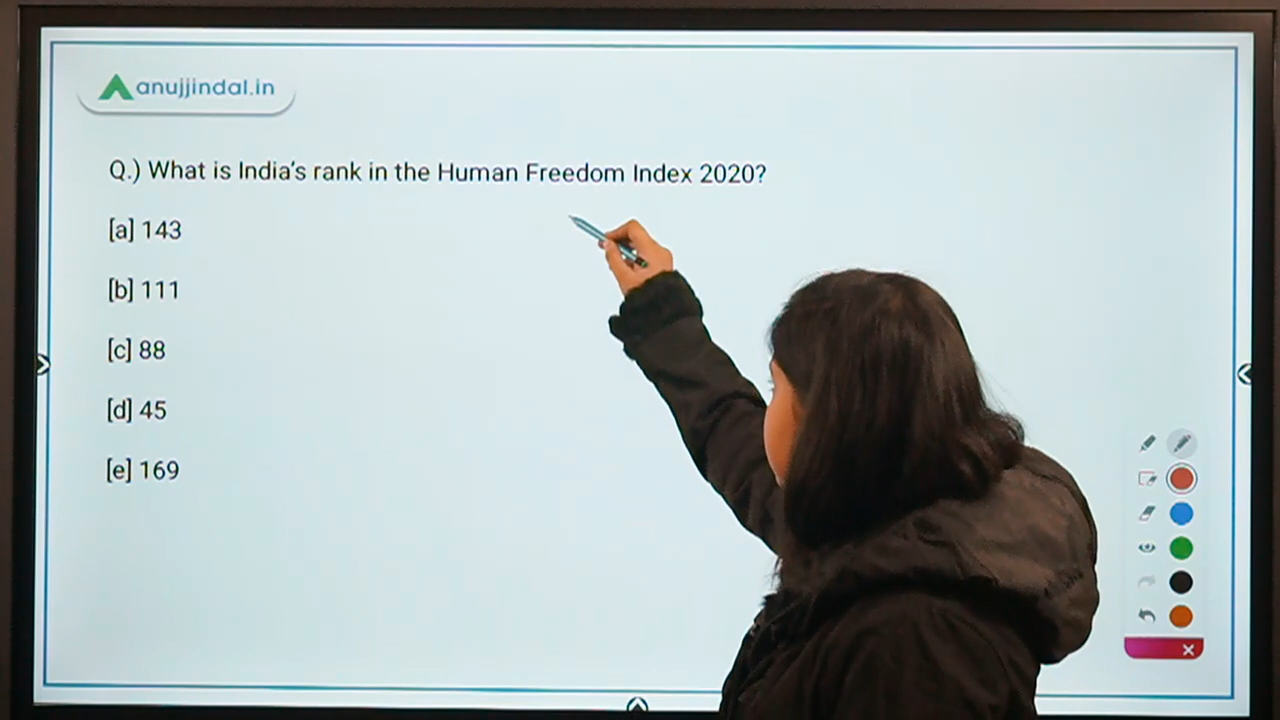 anujjindal.in
Q.) What is India's rank in the Human Freedom Index 2020?
[a] 143
[b] 111
[c] 88
[d] 45
[e] 169